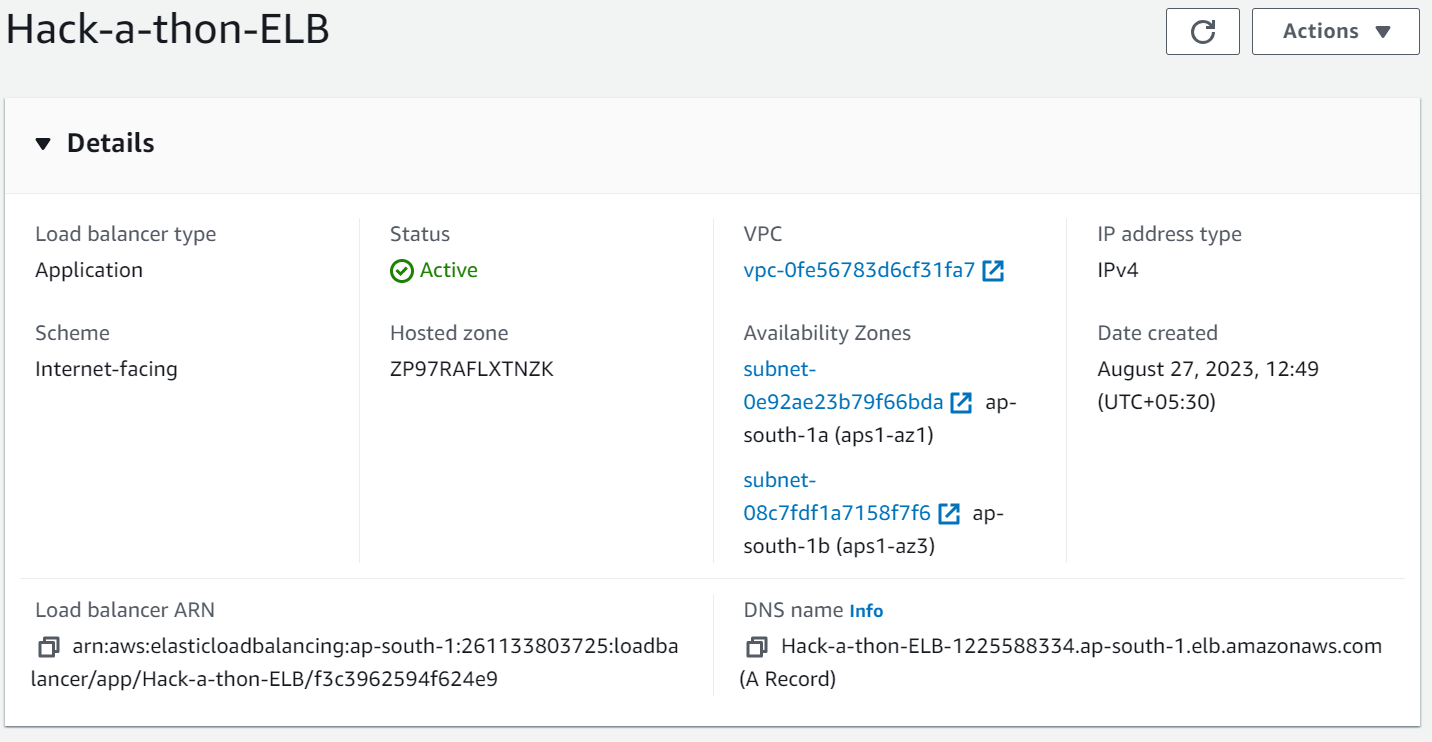 Hack-a-thon-ELB
Actions
Details
Load balancer type
Application
Status
Active
VPC
vpc-0fe56783d6cf31fa7
IP address type
IPv4
Scheme
Internet-facing
Hosted zone
ZP97RAFLXTNZK
Availability Zones
subnet-
0e92ae23b79f66bda ap-
south-1a (aps1-az1)
subnet-
08c7fdf1a7158f7f6 ap-
south-1b (aps1-az3)
Date created
August 27, 2023, 12:49
(UTC+05:30)
Load balancer ARN
arn:aws:elasticloadbalancing:ap-south-1:261133803725:loadba
lancer/app/Hack-a-thon-ELB/f3c3962594f624e9
DNS name Info
Hack-a-thon-ELB-1225588334.ap-south-1.elb.amazonaws.com
(A Record)